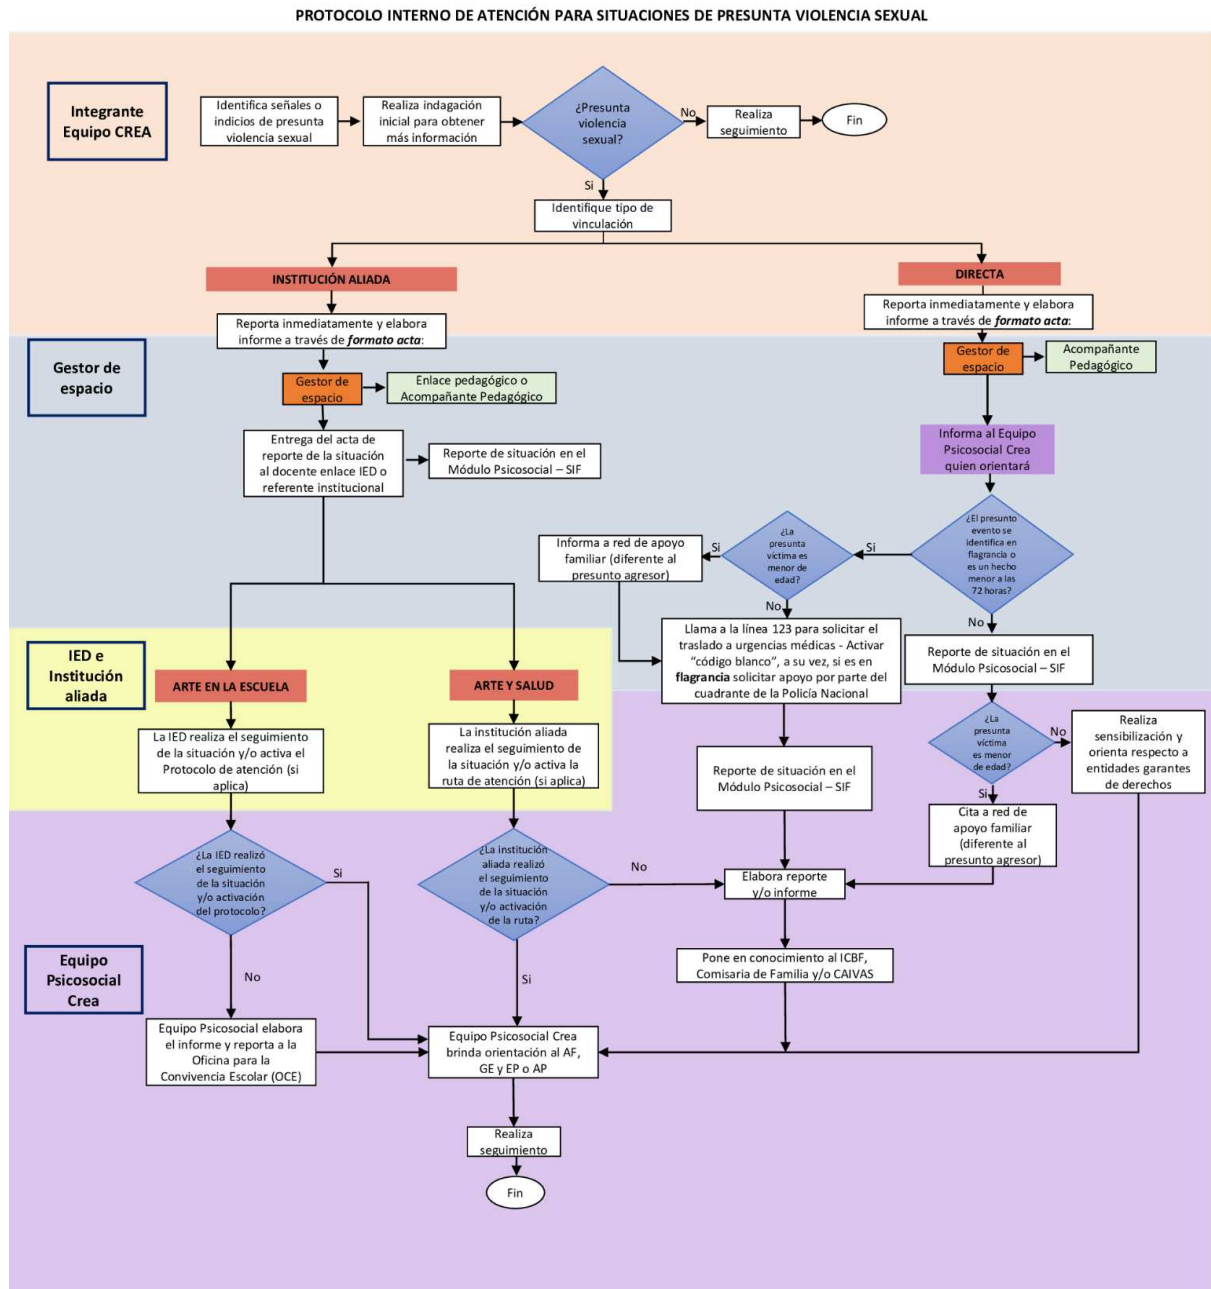 PROTOCOLO INTERNO DE ATENCIÓN PARA SITUACIONES DE PRESUNTA VIOLENCIA SEXUAL
Integrante
Equipo CREA
Identifica señales o
indicios de presunta
violencia sexual
Realiza indagación
inicial para obtener
más información
¿Presunta
violencia
sexual?
No
Realiza
seguimiento
Fin
Si
Identifique tipo de
vinculación
INSTITUCIÓN ALIADA
DIRECTA
Reporta inmediatamente y elabora
informe a través de formato acta:
Reporta inmediatamente y elabora
informe a través de formato acta:
Gestor de
espacio
Gestor de
espacio
Enlace pedagógico o
Acompañante Pedagógico
Gestor de
espacio
Acompañante
Pedagógico
Entrega del acta de
reporte de la situación
al docente enlace IED o
referente institucional
Reporte de situación en el
Módulo Psicosocial – SIF
Informa al Equipo
Psicosocial Crea
quien orientará
¿El presunto
evento se
identifica en
flagrancia o
es un hecho
menor a las
72 horas?
Si
¿La
presunta
víctima es
menor de
edad?
Si
Informa a red de apoyo
familiar (diferente al
presunto agresor)
No
No
Llama a la línea 123 para solicitar el
traslado a urgencias médicas - Activar
“código blanco”, a su vez, si es en
flagrancia solicitar apoyo por parte del
cuadrante de la Policía Nacional
Reporte de situación en el
Módulo Psicosocial – SIF
IED e
Institución
aliada
ARTE EN LA ESCUELA
ARTE Y SALUD
La IED realiza el seguimiento
de la situación y/o activa el
Protocolo de atención (si
aplica)
La institución aliada
realiza el seguimiento de
la situación y/o activa la
ruta de atención (si aplica)
Reporte de situación en el
Módulo Psicosocial – SIF
¿La
presunta
víctima
es menor
de edad?
No
Realiza
sensibilización y
orienta respecto a
entidades garantes
de derechos
Si
Cita a red de
apoyo familiar
(diferente al
presunto agresor)
¿La IED realizó
el seguimiento
de la situación
y/o activación
del protocolo?
Si
¿La institución
aliada realizó
el seguimiento
de la situación
y/o activación
de la ruta?
No
Elabora reporte
y/o informe
Equipo
Psicosocial
Crea
No
Si
Pone en conocimiento al ICBF,
Comisaria de Familia y/o CAIVAS
Equipo Psicosocial elabora
el informe y reporta a la
Oficina para la
Convivencia Escolar (OCE)
Equipo Psicosocial Crea
brinda orientación al AF,
GE y EP o AP
Realiza
seguimiento
Fin